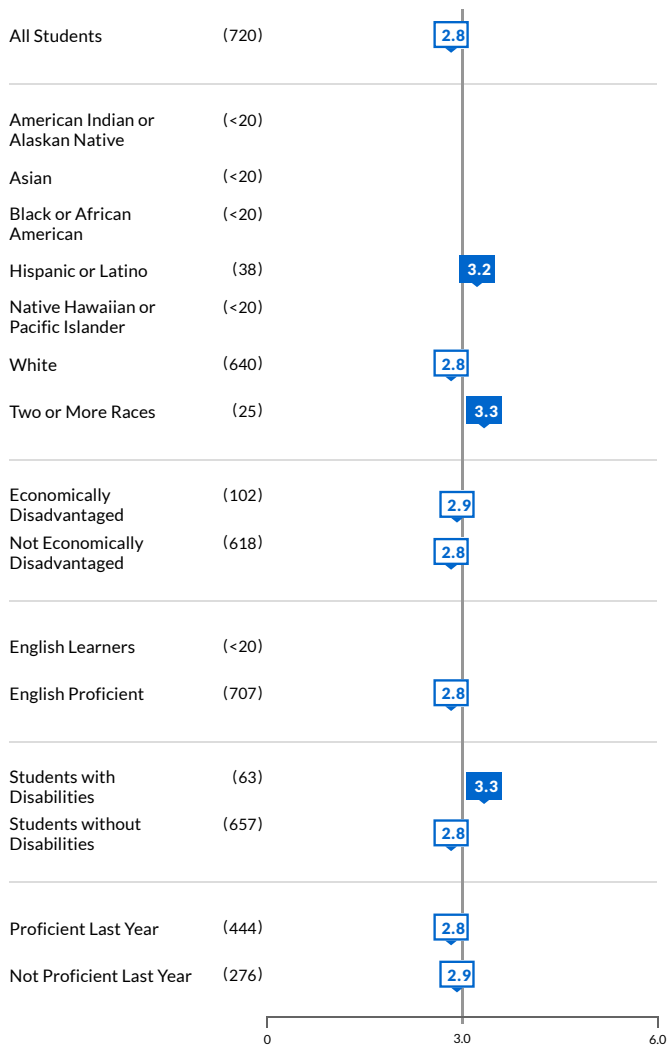 All Students (720) 2.8
American Indian or
Alaskan Native (<20)
Asian (<20)
Black or African
American (<20)
Hispanic or Latino (38) 3.2
Native Hawaiian or
Pacific Islander (<20)
White (640) 2.8
Two or More Races (25) 3.3
Economically
Disadvantaged (102) 2.9
Not Economically
Disadvantaged (618) 2.8
English Learners (<20)
English Proficient (707) 2.8
Students with
Disabilities (63) 3.3
Students without
Disabilities (657) 2.8
Proficient Last Year (444) 2.8
Not Proficient Last Year (276) 2.9
0 3.0 6.0